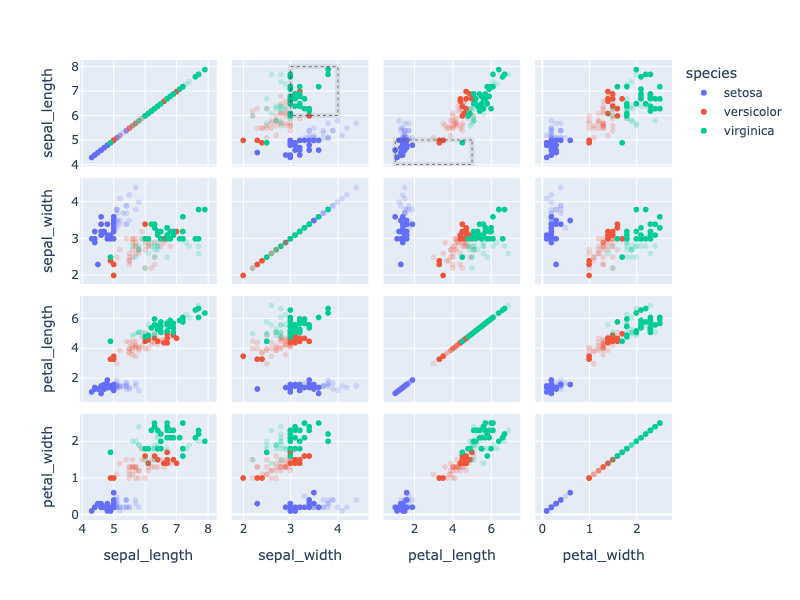 species
setosa
versicolor
virginica
sepal_length
8
7
6
5
4
sepal_width
4
3
2
petal_length
6
4
2
petal_width
2
1
0
4 5 6 7 8 2 3 4 2 4 6 0 1 2
sepal_length sepal_width petal_length petal_width